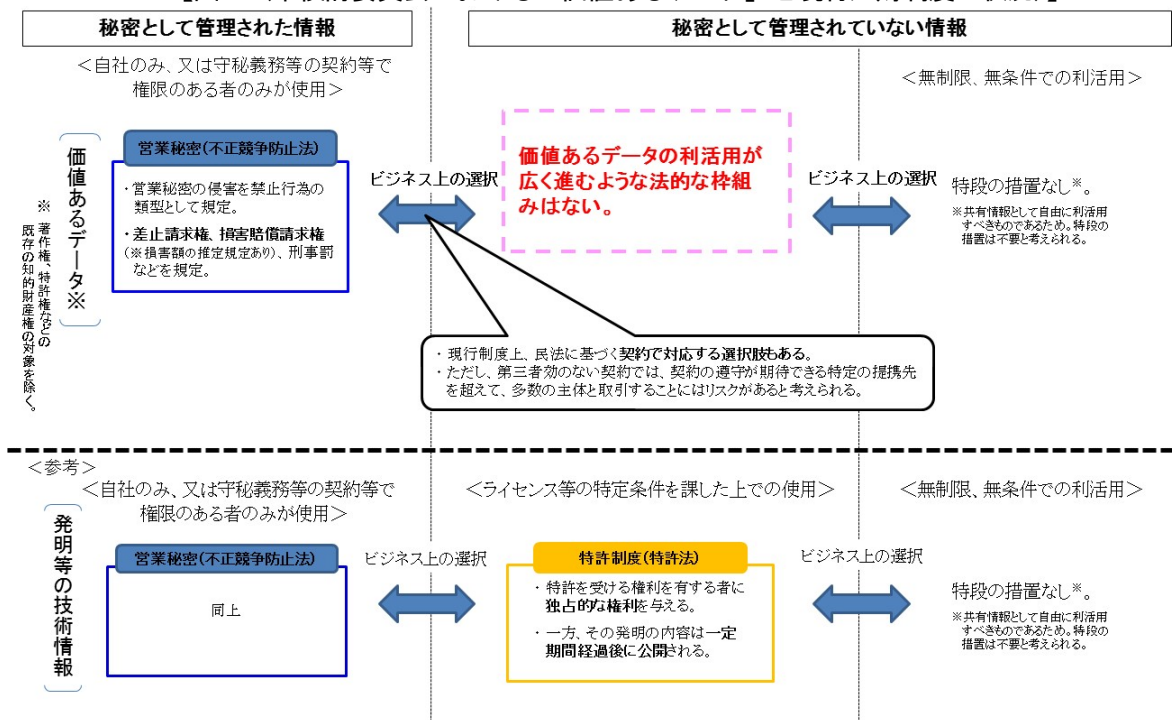 秘密として管理された情報
秘密として管理されていない情報
＜自社のみ、又は守秘義務等の契約等で
権限のある者のみが使用＞
＜無制限、無条件での利活用＞
価値あるデータ※
※ 著作権、特許権などの
既存の知的財産権の対象を除く。
営業秘密(不正競争防止法)
・営業秘密の侵害を禁止行為の
類型として規定。
・差止請求権、損害賠償請求権
(※損害額の推定規定あり)、刑事罰
などを規定。
ビジネス上の選択
価値あるデータの利活用が
広く進むような法的な枠組
みはない。
ビジネス上の選択
特段の措置なし※。
※共有情報として自由に利活用
すべきものであるため。特段の
措置は不要と考えられる。
・現行制度上、民法に基づく契約で対応する選択肢もある。
・ただし、第三者効のない契約では、契約の遵守が期待できる特定の提携先
を超えて、多数の主体と取引することにはリスクがあると考えられる。
＜参考＞
＜自社のみ、又は守秘義務等の契約等で
権限のある者のみが使用＞
＜ライセンス等の特定条件を課した上での使用＞
＜無制限、無条件での利活用＞
発明等の技術情報
営業秘密(不正競争防止法)
同上
ビジネス上の選択
特許制度(特許法)
・特許を受ける権利を有する者に
独占的な権利を与える。
・一方、その発明の内容は一定
期間経過後に公開される。
ビジネス上の選択
特段の措置なし※。
※共有情報として自由に利活用
すべきものであるため。特段の
措置は不要と考えられる。